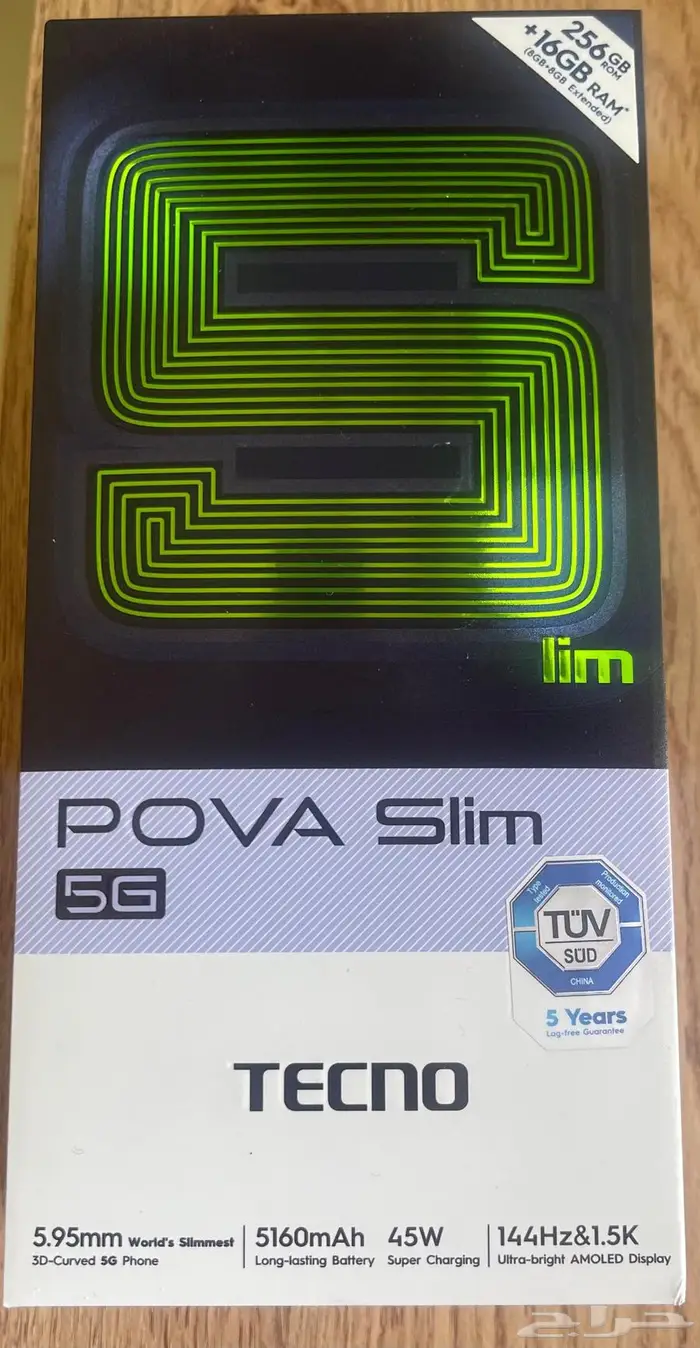 256GB
ROM
+16GB RAM*
(8GB+8GB Extended)
S
lim
POVA Slim
5G
Type tested
Production monitored
TÜV
SÜD
CHINA
5 Years
Lag-free Guarantee
TECNO
5.95mm World's Slimmest
3D-Curved 5G Phone
5160mAh
Long-lasting Battery
45W
Super Charging
144Hz&1.5K
Ultra-bright AMOLED Display
حراج